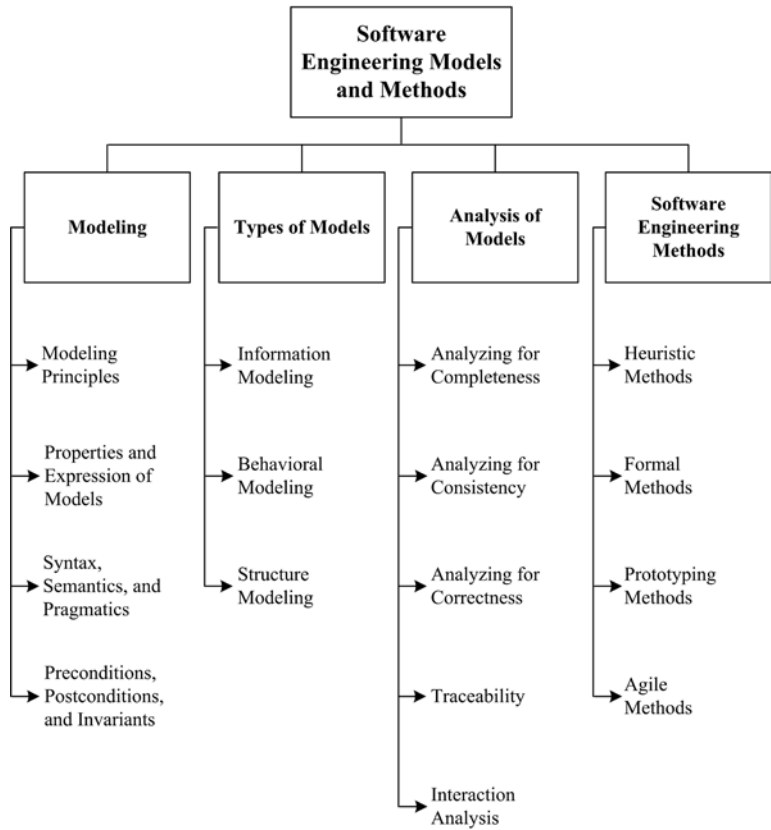 Software
Engineering Models
and Methods
Modeling
Types of Models
Analysis of
Models
Software
Engineering
Methods
Modeling
Principles
Properties and
Expression of
Models
Syntax,
Semantics, and
Pragmatics
Preconditions,
Postconditions,
and Invariants
Information
Modeling
Behavioral
Modeling
Structure
Modeling
Analyzing for
Completeness
Analyzing for
Consistency
Analyzing for
Correctness
Traceability
Interaction
Analysis
Heuristic
Methods
Formal
Methods
Prototyping
Methods
Agile
Methods